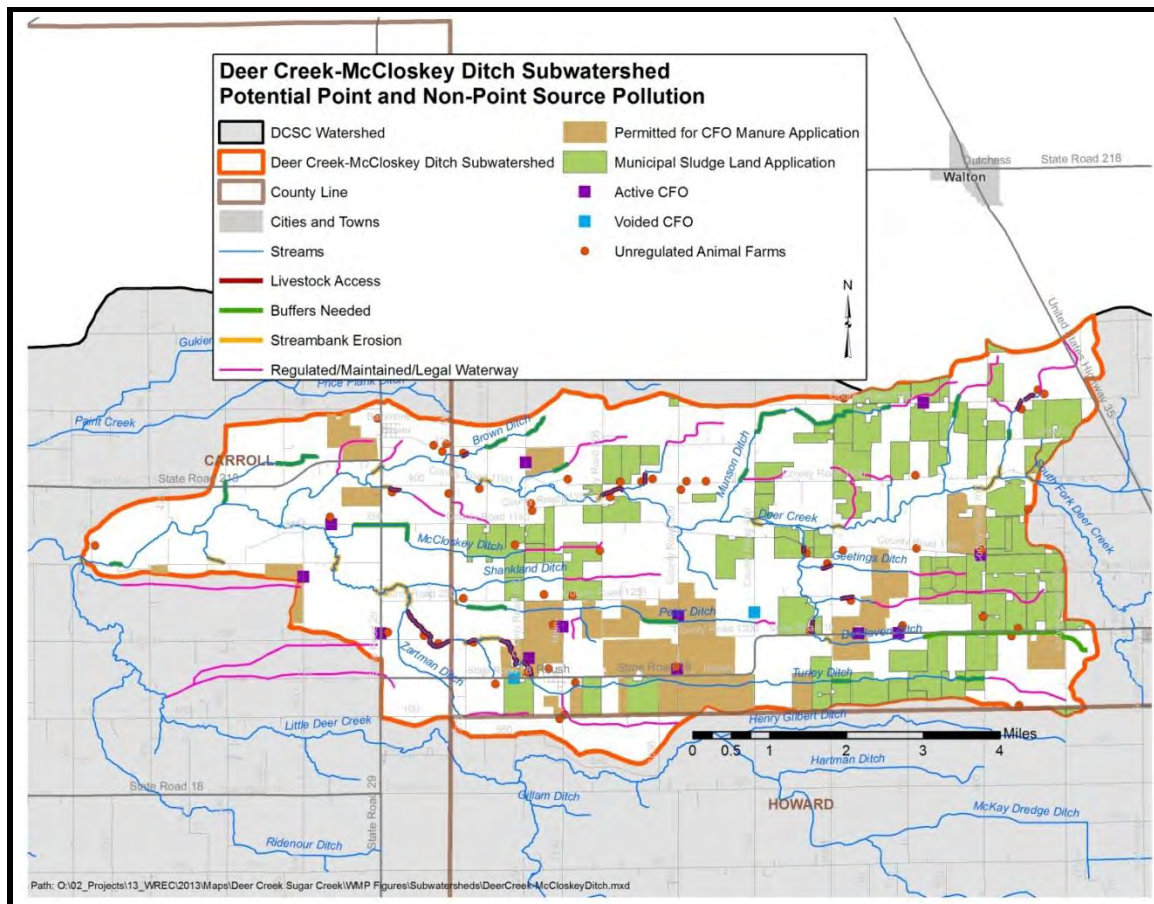 Deer Creek-McCloskey Ditch Subwatershed
Potential Point and Non-Point Source Pollution
DCSC Watershed
Deer Creek-McCloskey Ditch Subwatershed
County Line
Cities and Towns
Streams
Livestock Access
Buffers Needed
Streambank Erosion
Regulated/Maintained/Legal Waterway
Permitted for CFO Manure Application
Municipal Sludge Land Application
Active CFO
Voided CFO
Unregulated Animal Farms
N
Dutchess
State Road 218
Walton
United States Highway 35
Price Plank Ditch
Paint Creek
Brown Ditch
Munson Ditch
CARROLL
State Road 218
South Fork Deer Creek
Deer Creek
McCloskey Ditch
Geetings Ditch
Shankland Ditch
Peter Ditch
Zartman Ditch
Turley Ditch
Little Deer Creek
Henry Gilbert Ditch
Miles
0 0.5 1 2 3 4
Hartman Ditch
State Road 18
State Road 29
Gillam Ditch
HOWARD
McKay Dredge Ditch
Ridenour Ditch
Path: O:\02_Projects\13_WREC\2013\Maps\Deer Creek Sugar Creek\WMP Figures\Subwatersheds\DeerCreek-McCloskeyDitch.mxd